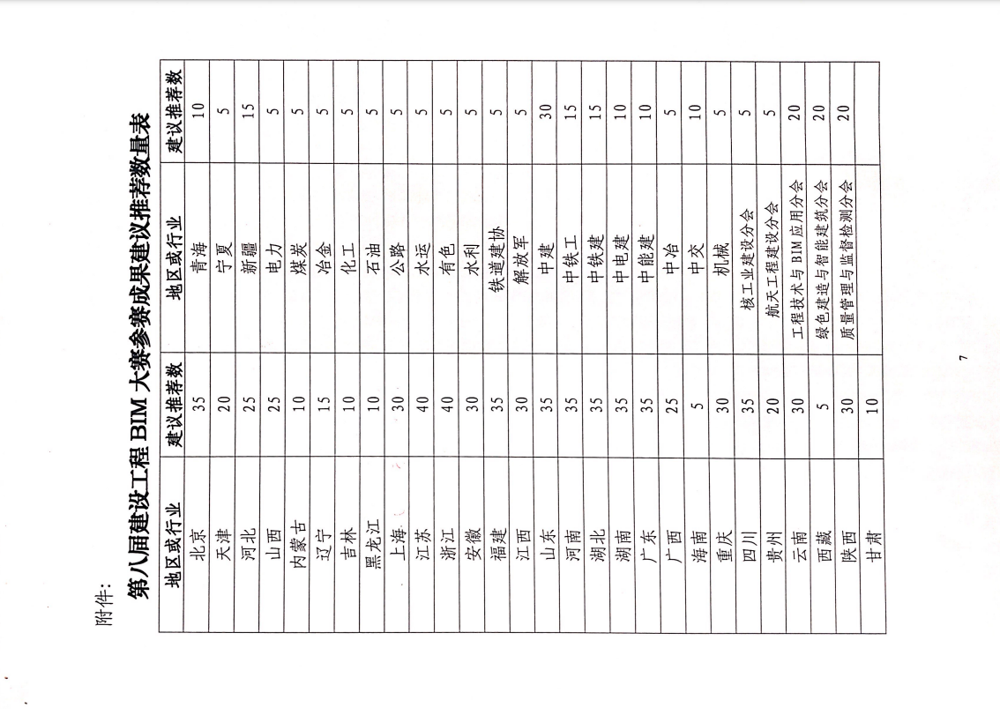 附件:
第八届建设工程 BIM 大赛参赛成果建议推荐数量表
地区或行业 建议推荐数 地区或行业 建议推荐数
北京 35 青海 10
天津 20 宁夏 5
河北 25 新疆 15
山西 25 电力 5
内蒙古 10 煤炭 5
辽宁 15 冶金 5
吉林 10 化工 5
黑龙江 10 石油 5
上海 30 公路 5
江苏 40 水运 5
浙江 40 有色 5
安徽 30 水利 5
福建 35 铁道建协 5
江西 30 解放军 5
山东 35 中建 30
河南 35 中铁工 15
湖北 35 中铁建 15
湖南 35 中电建 10
广东 35 中能建 10
广西 25 中冶 5
海南 5 中交 10
重庆 30 机械 5
四川 35 核工业建设分会 5
贵州 20 航天工程建设分会 5
云南 30 工程技术与 BIM 应用分会 20
西藏 5 绿色建造与智能建筑分会 20
陕西 30 质量管理与监督检测分会 20
甘肃 10
7